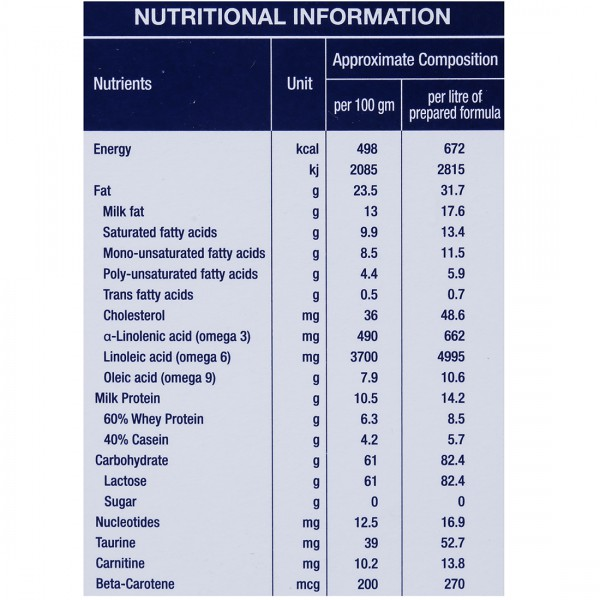 NUTRITIONAL INFORMATION
Nutrients Unit Approximate Composition
per 100 gm per litre of prepared formula
Energy kcal 498 672
kj 2085 2815
Fat g 23.5 31.7
Milk fat g 13 17.6
Saturated fatty acids g 9.9 13.4
Mono-unsaturated fatty acids g 8.5 11.5
Poly-unsaturated fatty acids g 4.4 5.9
Trans fatty acids g 0.5 0.7
Cholesterol mg 36 48.6
α-Linolenic acid (omega 3) mg 490 662
Linoleic acid (omega 6) mg 3700 4995
Oleic acid (omega 9) g 7.9 10.6
Milk Protein g 10.5 14.2
60% Whey Protein g 6.3 8.5
40% Casein g 4.2 5.7
Carbohydrate g 61 82.4
Lactose g 61 82.4
Sugar g 0 0
Nucleotides mg 12.5 16.9
Taurine mg 39 52.7
Carnitine mg 10.2 13.8
Beta-Carotene mcg 200 270